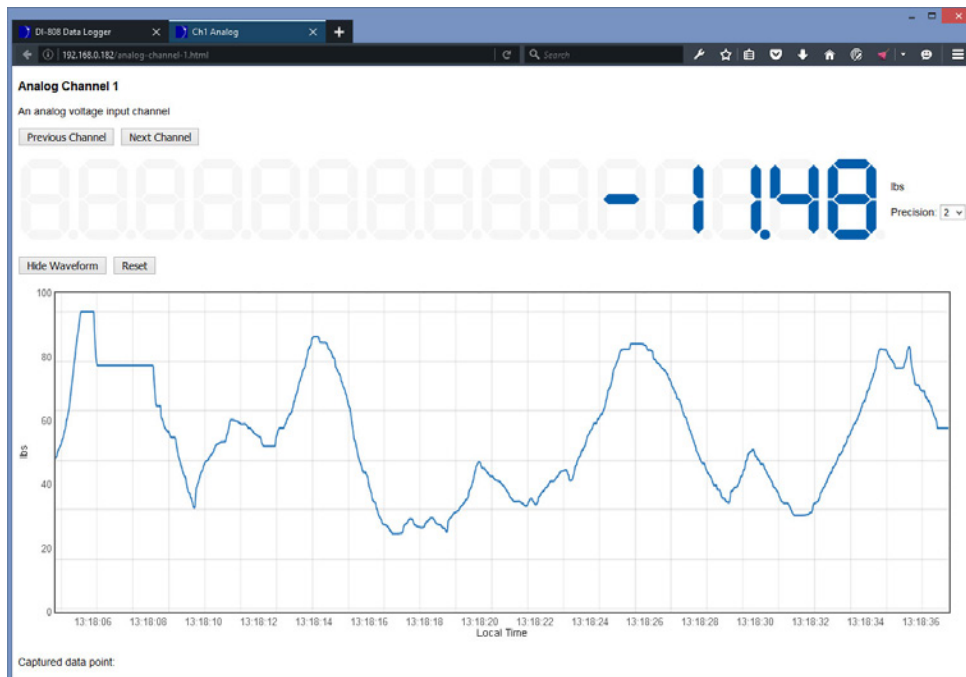 DI-808 Data Logger
Ch1 Analog
192.168.0.182/analog-channel-1.html
Search
Analog Channel 1
An analog voltage input channel
Previous Channel Next Channel
-11.48
lbs
Precision: 2
Hide Waveform Reset
100
80
60
40
20
0
lbs
13:18:06 13:18:08 13:18:10 13:18:12 13:18:14 13:18:16 13:18:18 13:18:20 13:18:22 13:18:24 13:18:26 13:18:28 13:18:30 13:18:32 13:18:34 13:18:36
Local Time
Captured data point: